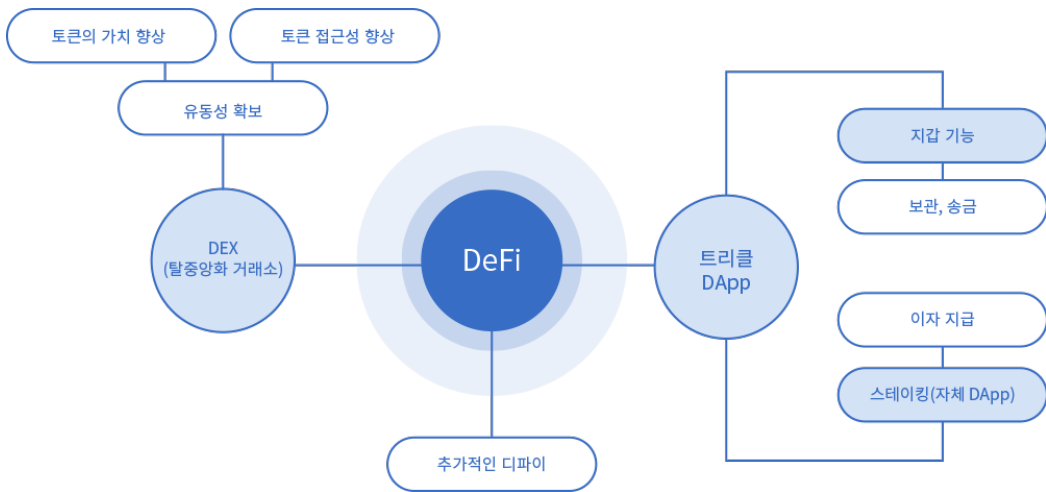 토큰의 가치 향상
토큰 접근성 향상
유동성 확보
DEX
(탈중앙화 거래소)
DeFi
추가적인 디파이
트리클
DApp
지갑 기능
보관, 송금
이자 지급
스테이킹(자체 DApp)